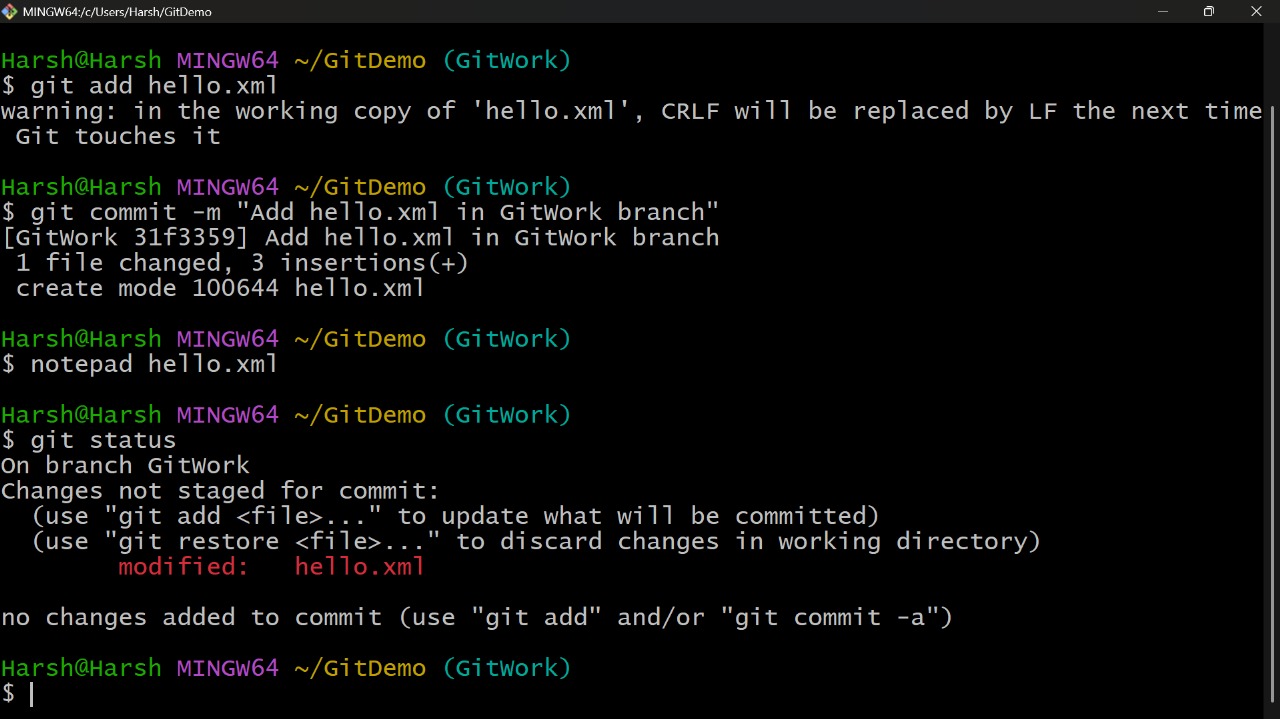 MINGW64:/c/Users/Harsh/GitDemo
Harsh@Harsh MINGW64 ~/GitDemo (GitWork)
$ git add hello.xml
warning: in the working copy of 'hello.xml', CRLF will be replaced by LF the next time
 Git touches it
Harsh@Harsh MINGW64 ~/GitDemo (GitWork)
$ git commit -m "Add hello.xml in GitWork branch"
[GitWork 31f3359] Add hello.xml in GitWork branch
 1 file changed, 3 insertions(+)
 create mode 100644 hello.xml
Harsh@Harsh MINGW64 ~/GitDemo (GitWork)
$ notepad hello.xml
Harsh@Harsh MINGW64 ~/GitDemo (GitWork)
$ git status
On branch GitWork
Changes not staged for commit:
  (use "git add <file>..." to update what will be committed)
  (use "git restore <file>..." to discard changes in working directory)
        modified:   hello.xml
no changes added to commit (use "git add" and/or "git commit -a")
Harsh@Harsh MINGW64 ~/GitDemo (GitWork)
$